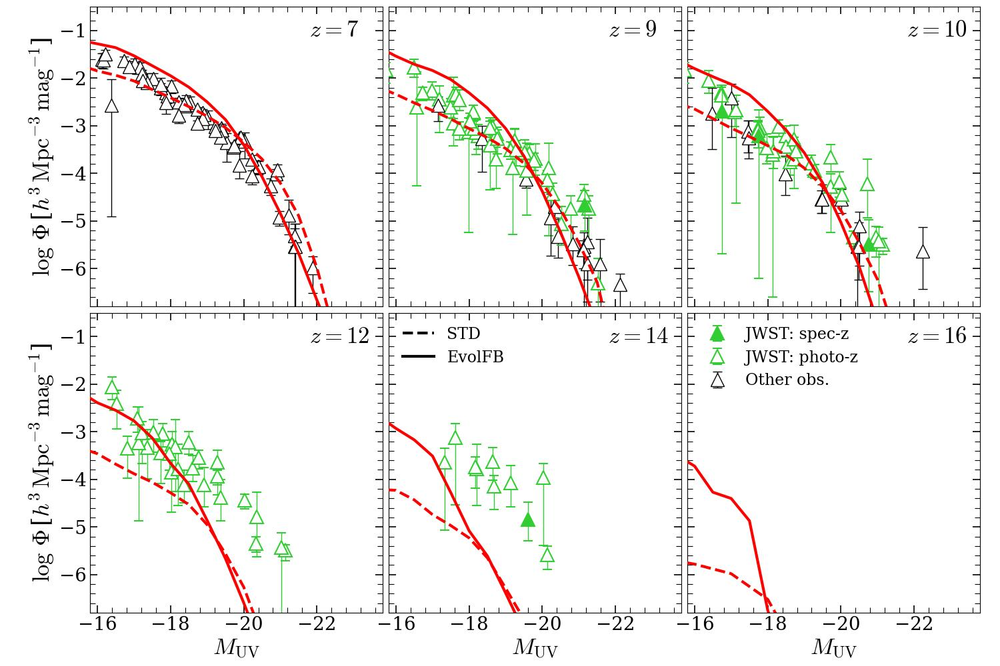 z = 7
z = 9
z = 10
−1
−2
−3
−4
−5
−6
log Φ [h³ Mpc⁻³ mag⁻¹]
z = 12
z = 14
z = 16
STD
EvolFB
JWST: spec-z
JWST: photo-z
Other obs.
−1
−2
−3
−4
−5
−6
log Φ [h³ Mpc⁻³ mag⁻¹]
−16 −18 −20 −22
−16 −18 −20 −22
−16 −18 −20 −22
M_UV
M_UV
M_UV